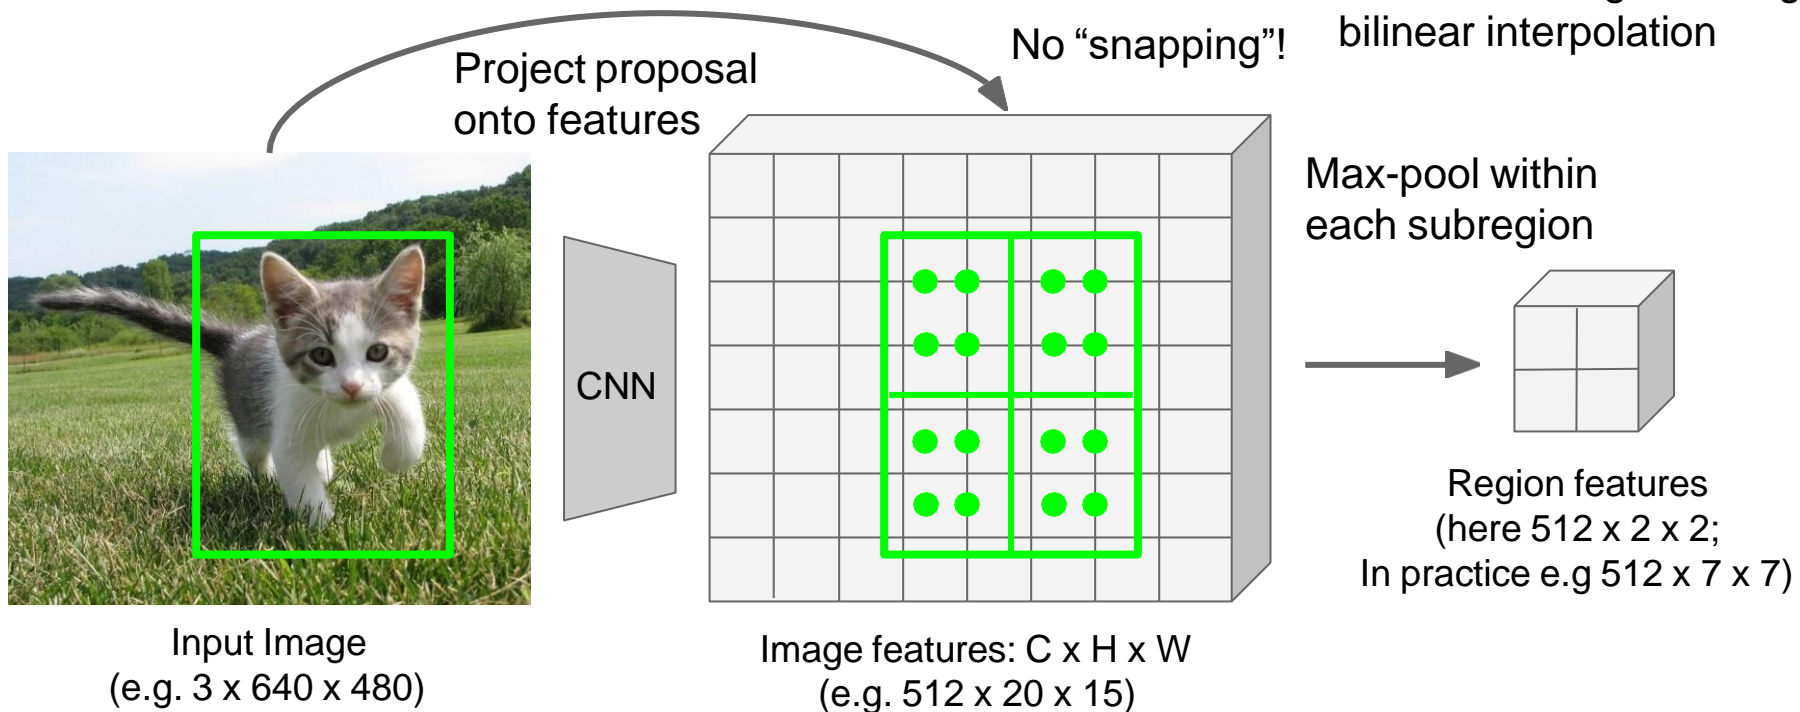 No “snapping”!
bilinear interpolation
Project proposal
onto features
Max-pool within
each subregion
CNN
Region features
(here 512 x 2 x 2;
In practice e.g 512 x 7 x 7)
Input Image
(e.g. 3 x 640 x 480)
Image features: C x H x W
(e.g. 512 x 20 x 15)